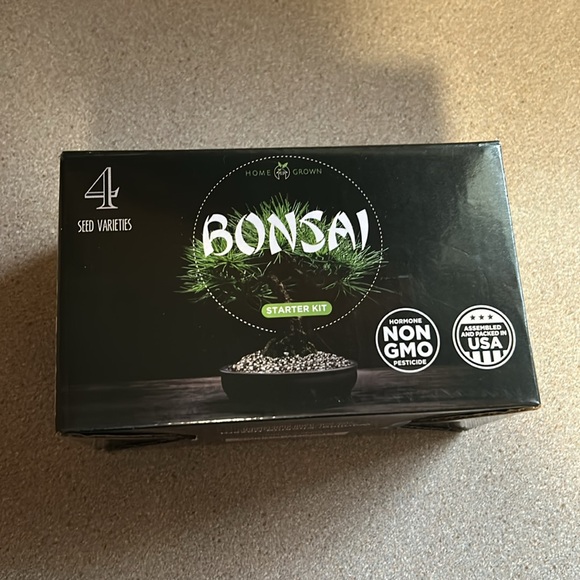 HOME GROWN
4
SEED VARIETIES
BONSAI
STARTER KIT
HORMONE
NON
GMO
PESTICIDE
ASSEMBLED
AND PACKED IN
USA